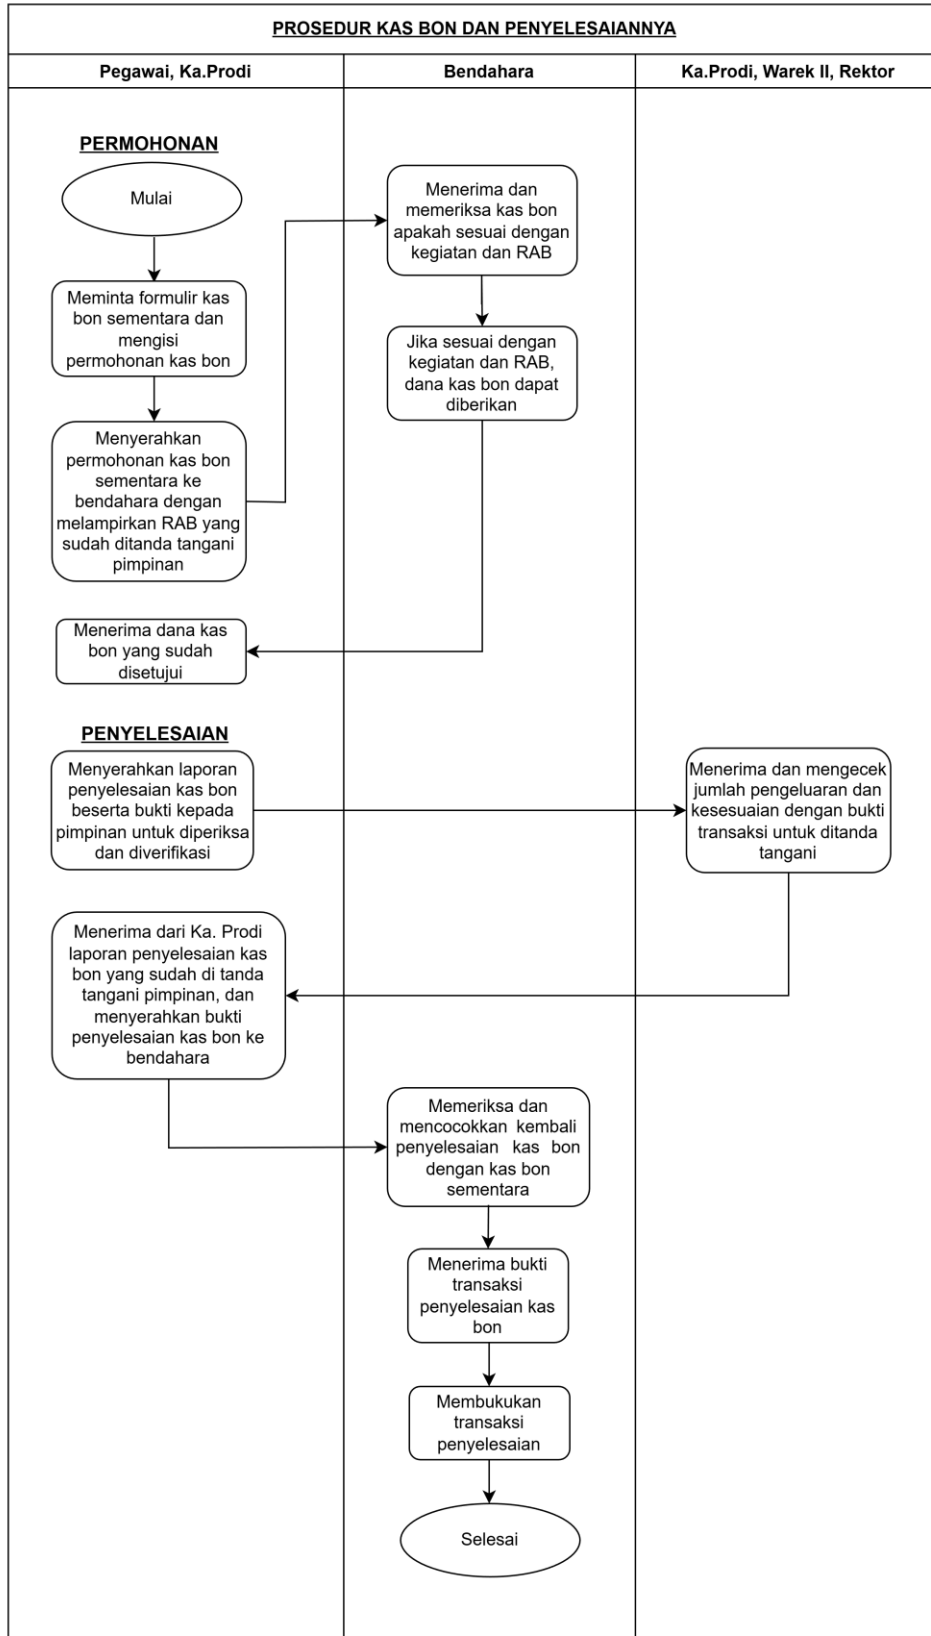 PROSEDUR KAS BON DAN PENYELESAIANNYA
Pegawai, Ka.Prodi
Bendahara
Ka.Prodi, Warek II, Rektor
PERMOHONAN
Mulai
Meminta formulir kas
bon sementara dan
mengisi
permohonan kas bon
Menyerahkan
permohonan kas bon
sementara ke
bendahara dengan
melampirkan RAB yang
sudah ditanda tangani
pimpinan
Menerima dan
memeriksa kas bon
apakah sesuai dengan
kegiatan dan RAB
Jika sesuai dengan
kegiatan dan RAB,
dana kas bon dapat
diberikan
Menerima dana kas
bon yang sudah
disetujui
PENYELESAIAN
Menyerahkan laporan
penyelesaian kas bon
beserta bukti kepada
pimpinan untuk diperiksa
dan diverifikasi
Menerima dan mengecek
jumlah pengeluaran dan
kesesuaian dengan bukti
transaksi untuk ditanda
tangani
Menerima dari Ka. Prodi
laporan penyelesaian kas
bon yang sudah di tanda
tangani pimpinan, dan
menyerahkan bukti
penyelesaian kas bon ke
bendahara
Memeriksa dan
mencocokkan kembali
penyelesaian kas bon
dengan kas bon
sementara
Menerima bukti
transaksi
penyelesaian kas
bon
Membukukan
transaksi
penyelesaian
Selesai